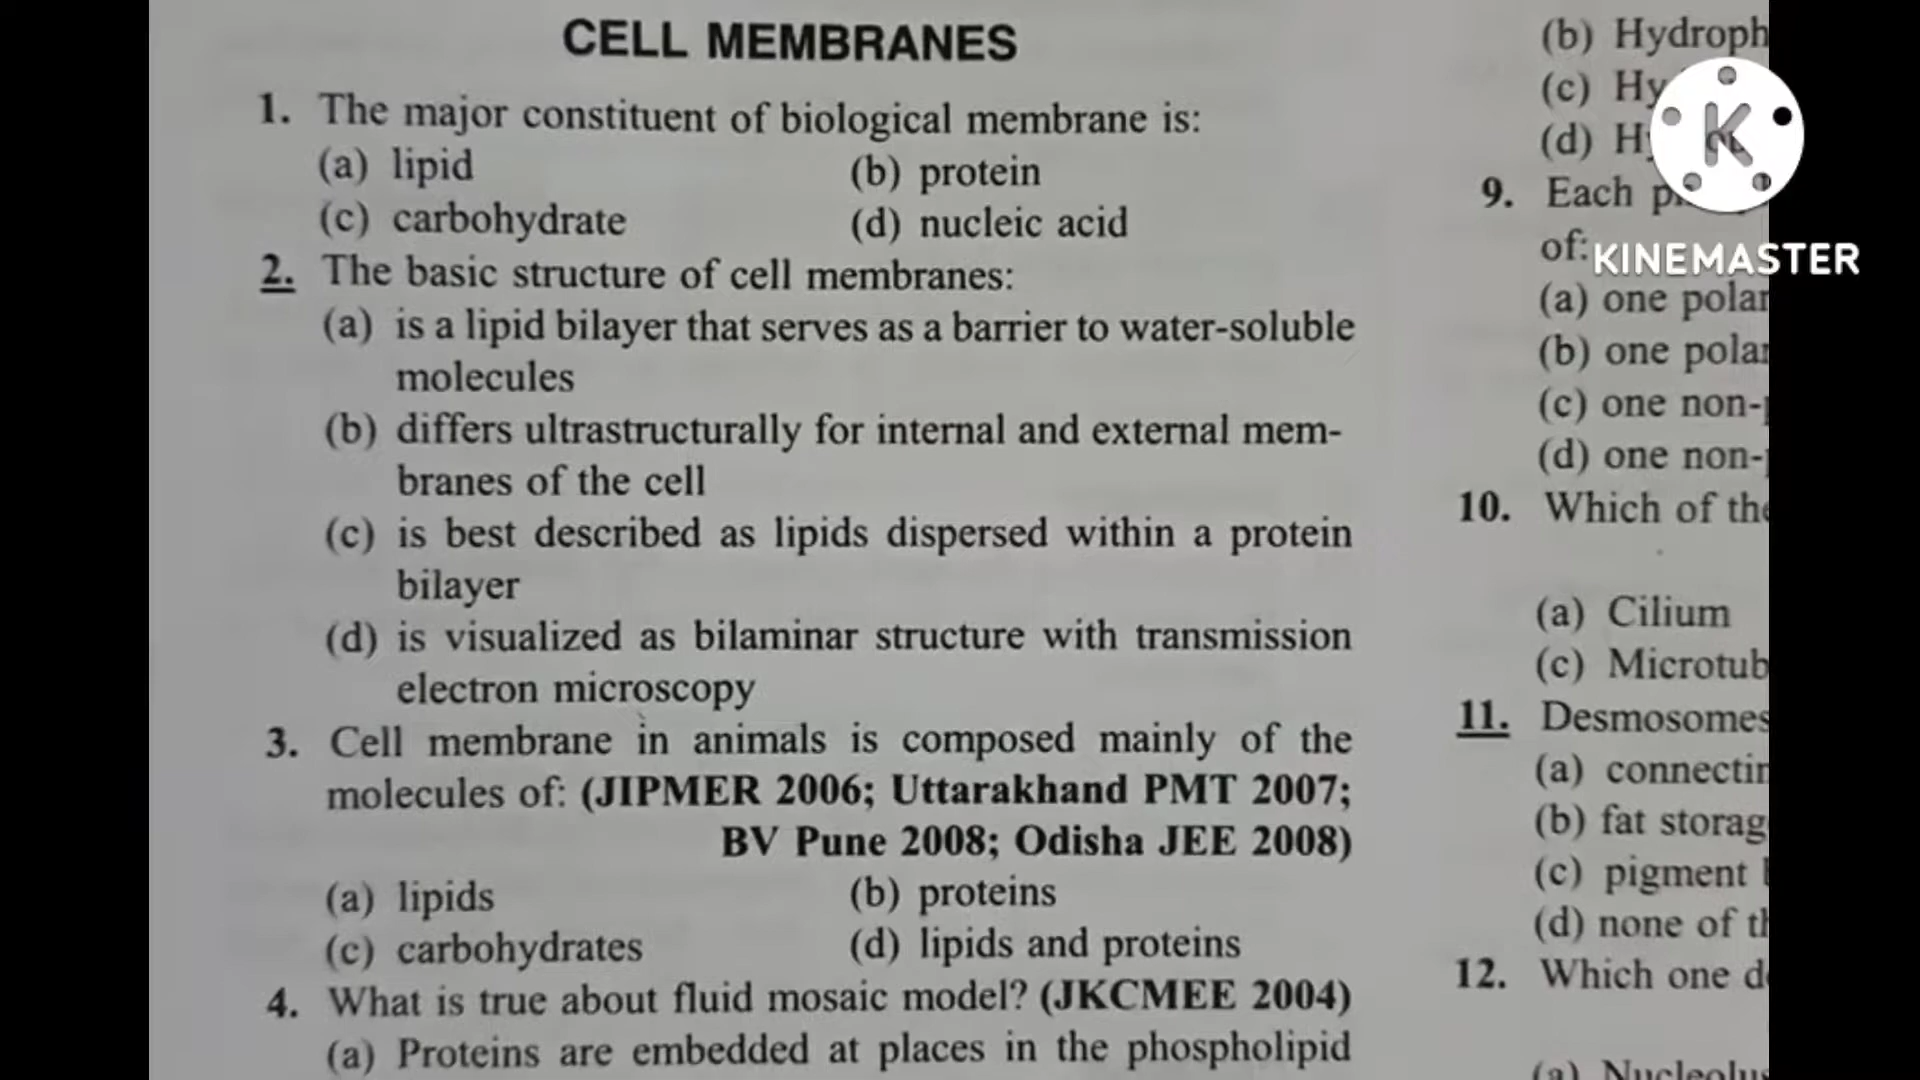 CELL MEMBRANES
1. The major constituent of biological membrane is:
(a) lipid (b) protein
(c) carbohydrate (d) nucleic acid
2. The basic structure of cell membranes:
(a) is a lipid bilayer that serves as a barrier to water-soluble
molecules
(b) differs ultrastructurally for internal and external mem-
branes of the cell
(c) is best described as lipids dispersed within a protein
bilayer
(d) is visualized as bilaminar structure with transmission
electron microscopy
3. Cell membrane in animals is composed mainly of the
molecules of: (JIPMER 2006; Uttarakhand PMT 2007;
BV Pune 2008; Odisha JEE 2008)
(a) lipids (b) proteins
(c) carbohydrates (d) lipids and proteins
4. What is true about fluid mosaic model? (JKCMEE 2004)
(a) Proteins are embedded at places in the phospholipid
(b) Hydroph
(c) Hy
(d) H
9. Each
of:
(a) one polar
(b) one polar
(c) one non-
(d) one non-
10. Which of the
(a) Cilium
(c) Microtub
11. Desmosomes
(a) connectin
(b) fat storag
(c) pigment
(d) none of th
12. Which one d
(a) Nucleolus
K
KINEMASTER